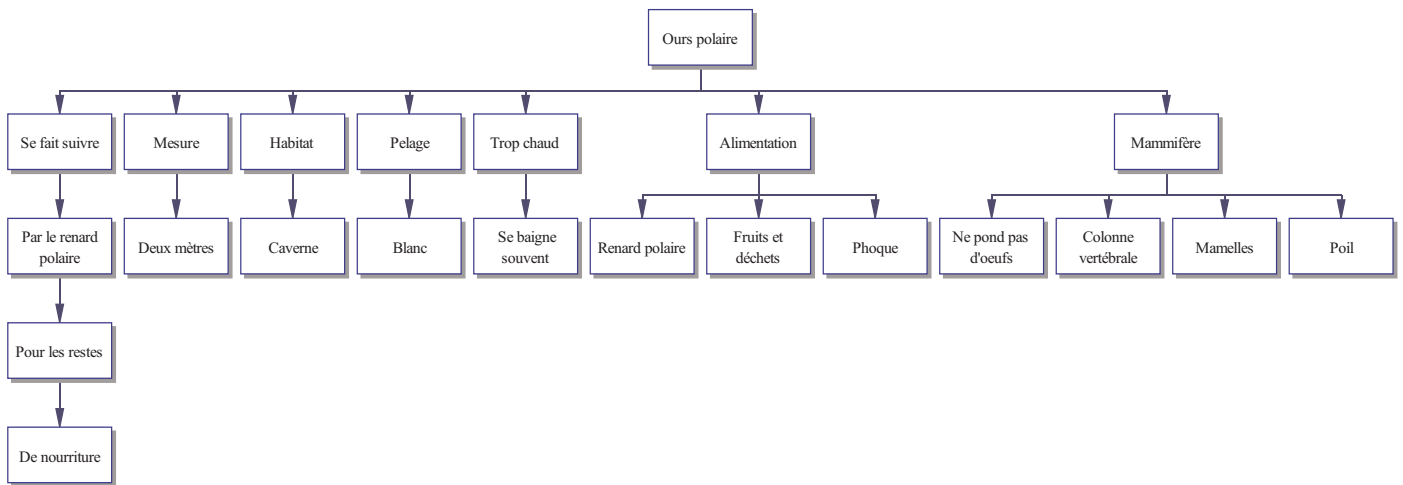 Ours polaire
Se fait suivre
Mesure
Habitat
Pelage
Trop chaud
Alimentation
Mammifère
Par le renard
polaire
Deux mètres
Caverne
Blanc
Se baigne
souvent
Renard polaire
Fruits et
déchets
Phoque
Ne pond pas
d'oeufs
Colonne
vertébrale
Mamelles
Poil
Pour les restes
De nourriture